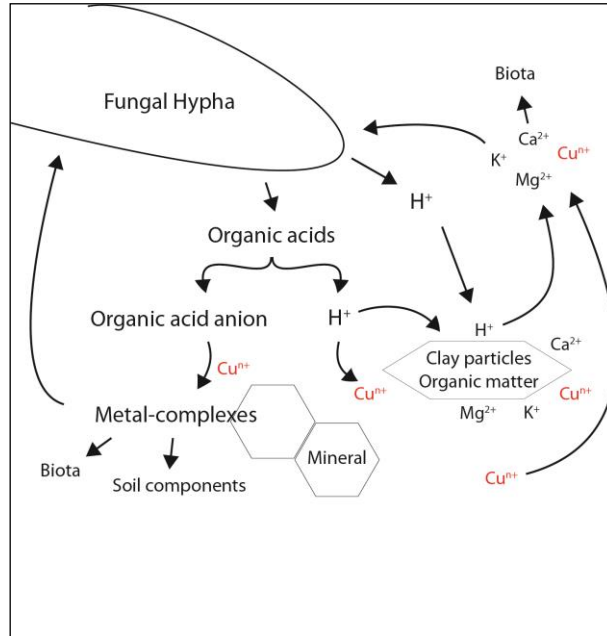 Fungal Hypha
Biota
Ca²⁺
Cuⁿ⁺
K⁺
Mg²⁺
H⁺
Organic acids
Organic acid anion
H⁺
H⁺
Ca²⁺
Clay particles
Organic matter
Cuⁿ⁺
Cuⁿ⁺
Cuⁿ⁺
Mg²⁺ K⁺
Metal-complexes
Mineral
Biota
Soil components
Cuⁿ⁺